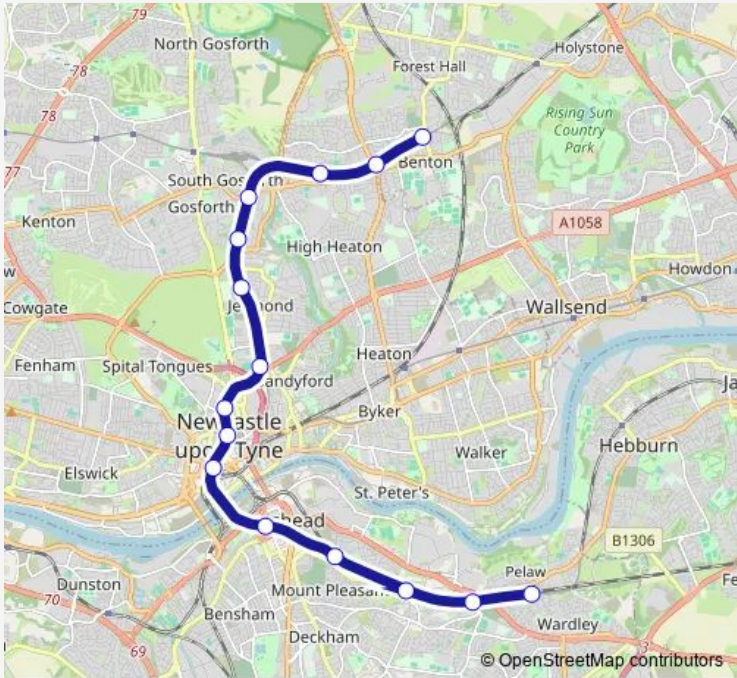 79
North Gosforth
Holystone
Forest Hall
78
Rising Sun
Country
Park
77
Benton
South Gosforth
Gosforth
Kenton
A1058
High Heaton
Howdon
Cowgate
Jesmond
Wallsend
Fenham
Spital Tongues
Heaton
andyford
Byker
Newcastle
upon Tyne
Hebburn
Elswick
Walker
St. Peter's
shead
B1306
Pelaw
Dunston
Mount Pleasant
70
Bensham
Wardley
69
Deckham
© OpenStreetMap contributors